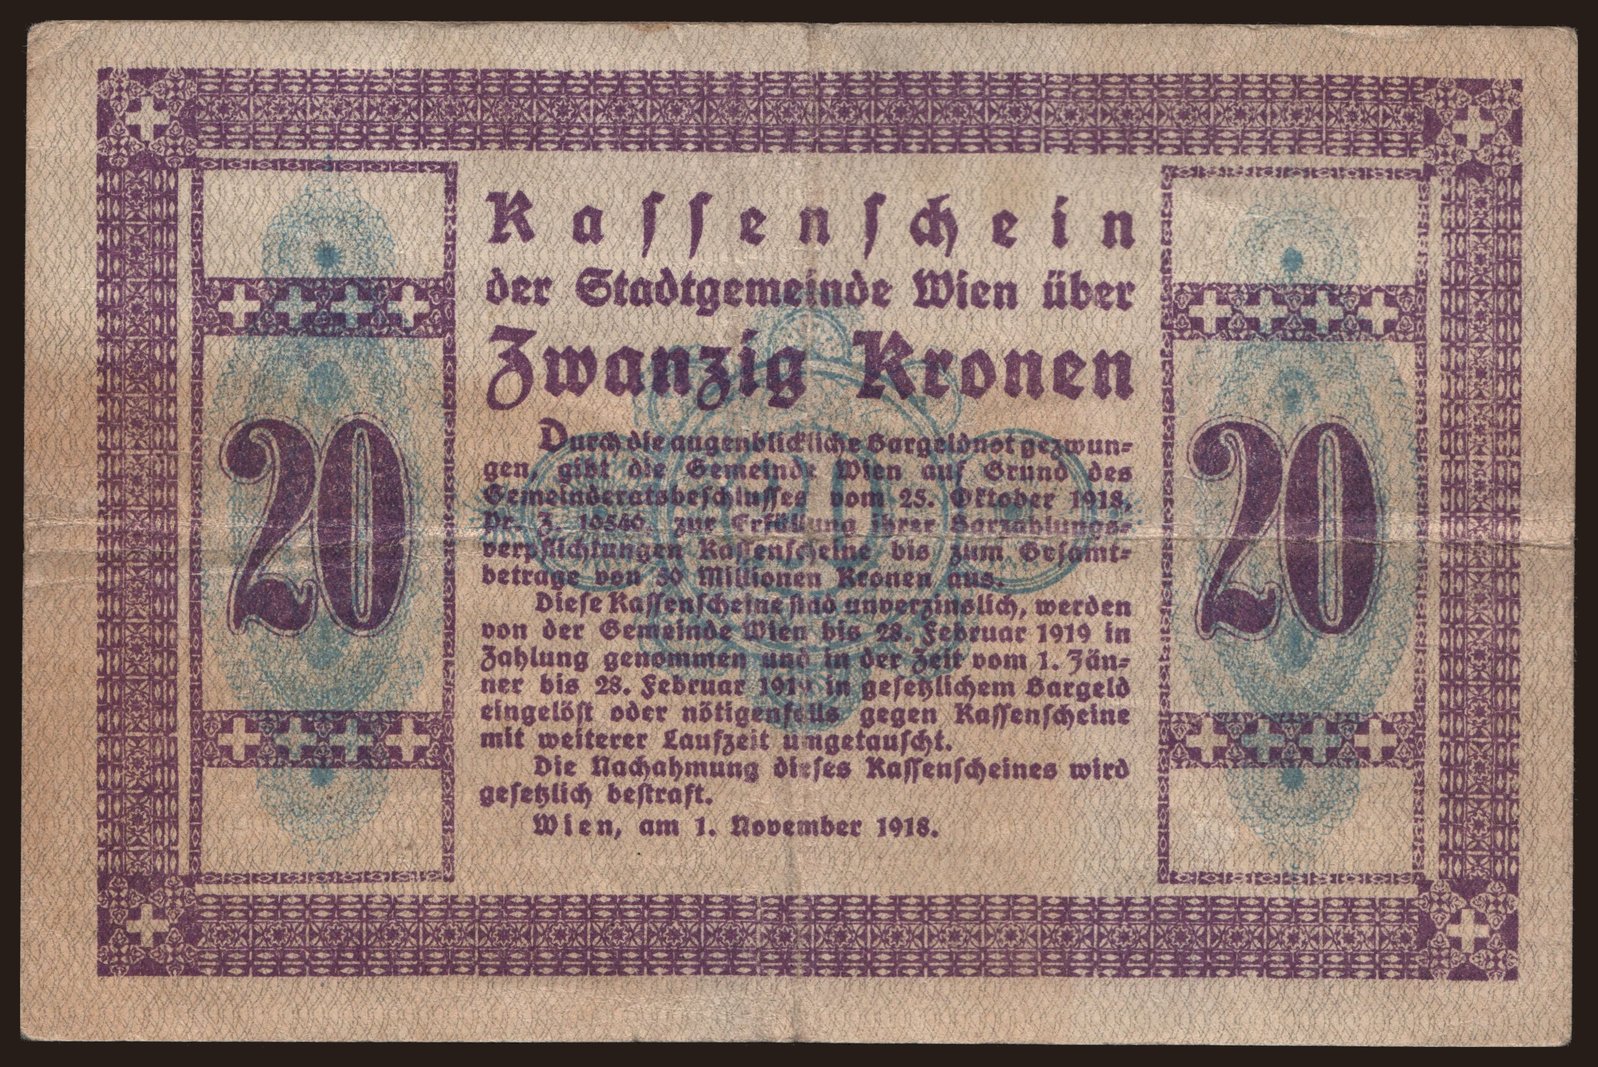 Kassenschein
der Stadtgemeinde Wien über
Zwanzig Kronen
20
20
Durch die augenblickliche Bargeldnot gezwun-
gen, gibt die Gemeinde Wien auf Grund des
Gemeinderatsbeschlusses vom 25. Oktober 1918,
Pr. Z. 10540, zur Erfüllung ihrer Barzahlungs-
verpflichtungen Kassenscheine bis zum Gesamt-
betrage von 50 Millionen Kronen aus.
Diese Kassenscheine sind unverzinslich, werden
von der Gemeinde Wien bis 28. Februar 1919 in
Zahlung genommen und in der Zeit vom 1. Jän-
ner bis 28. Februar 1919 in gesetzlichem Bargeld
eingelöst oder nötigenfalls gegen Kassenscheine
mit weiterer Laufzeit umgetauscht.
Die Nachahmung dieses Kassenscheines wird
gesetzlich bestraft.
Wien, am 1. November 1918.